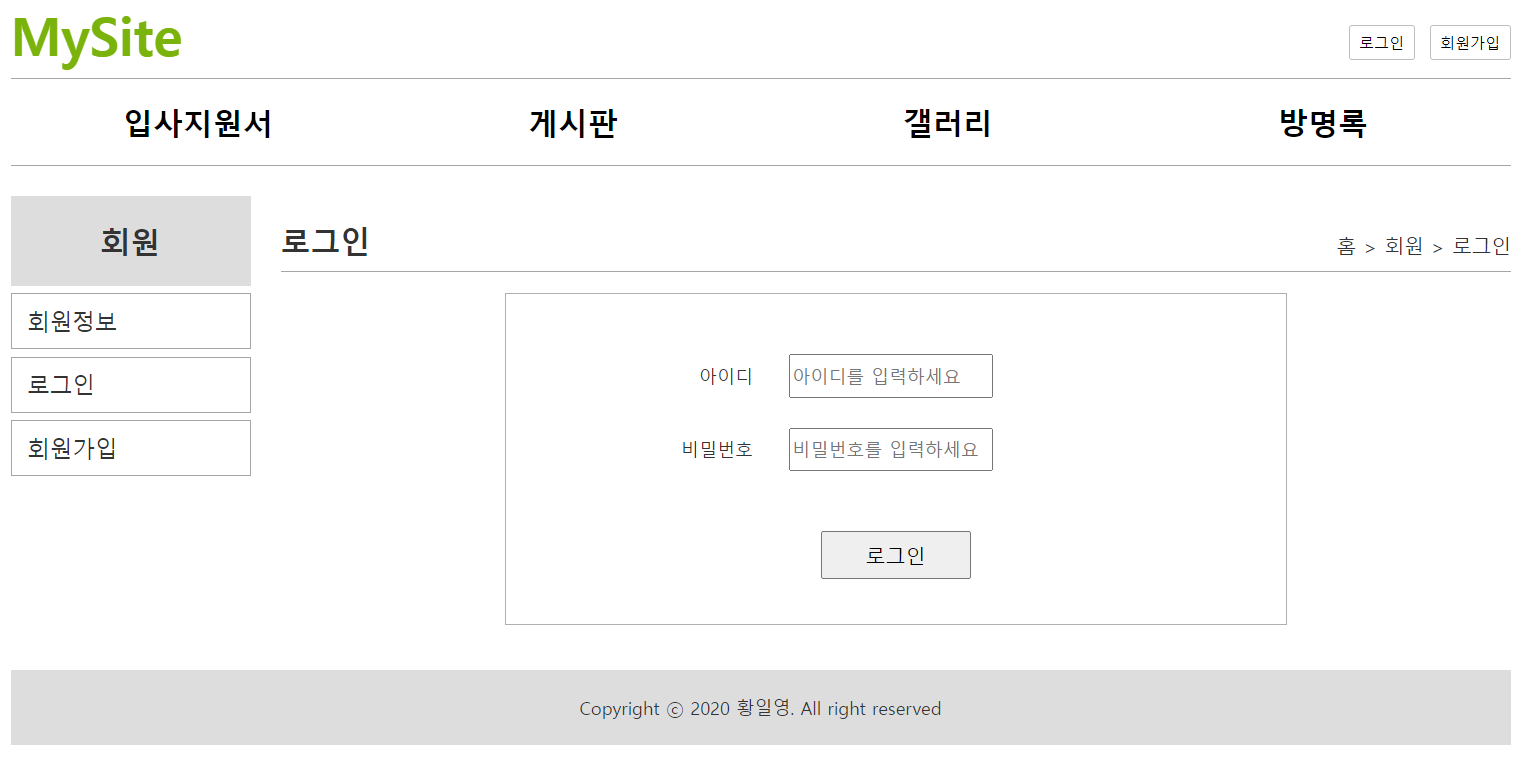 MySite
로그인 회원가입
입사지원서 게시판 갤러리 방명록
회원
회원정보
로그인
회원가입
로그인
홈 > 회원 > 로그인
아이디 아이디를 입력하세요
비밀번호 비밀번호를 입력하세요
로그인
Copyright ⓒ 2020 황일영. All right reserved